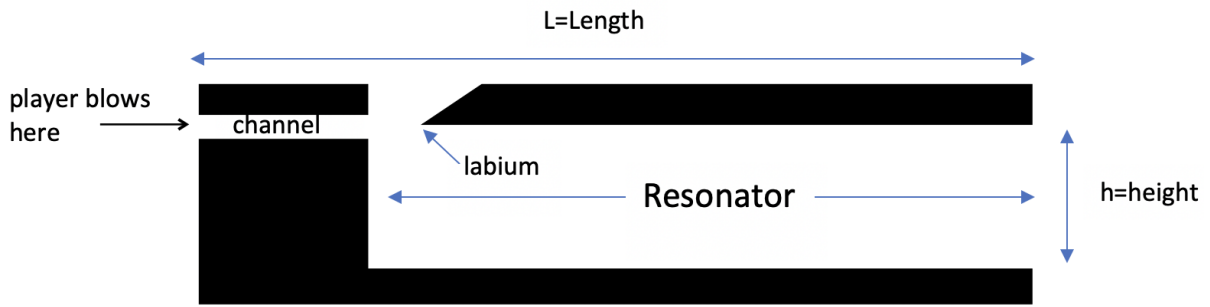 L=Length
player blows
here
channel
labium
Resonator
h=height